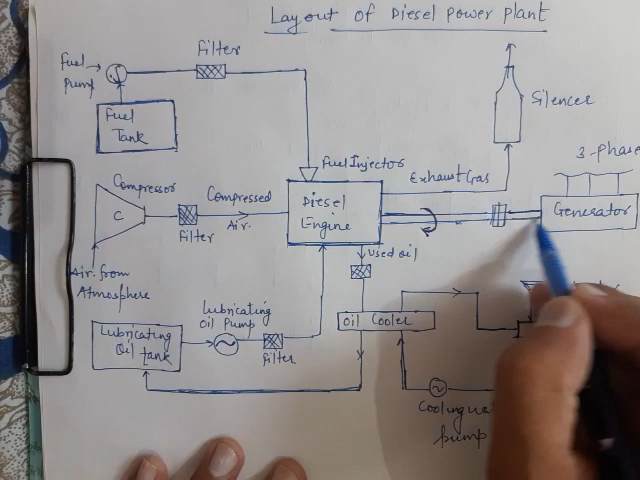 Layout of Diesel Power Plant
Fuel
Pump
Filter
Fuel
Tank
Silencer
3-Phase
Fuel Injector
Exhaust Gas
Compressor
C
Compressed
Air.
Filter
Diesel
Engine
Generator
Air from
Atmosphere
used oil
Lubricating
Oil Pump
Lubricating
Oil tank
Filter
Oil Cooler
Cooling
pump